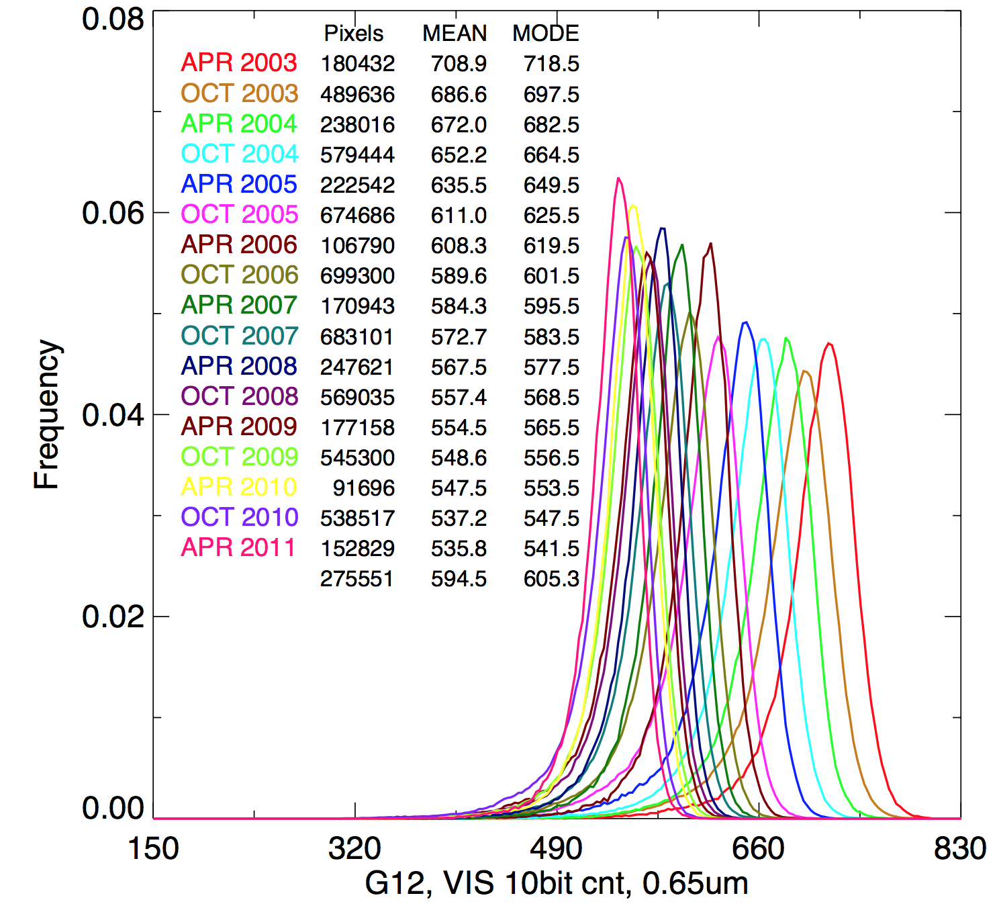 0.08
Pixels MEAN MODE
APR 2003 180432 708.9 718.5
OCT 2003 489636 686.6 697.5
APR 2004 238016 672.0 682.5
OCT 2004 579444 652.2 664.5
APR 2005 222542 635.5 649.5
0.06
OCT 2005 674686 611.0 625.5
APR 2006 106790 608.3 619.5
OCT 2006 699300 589.6 601.5
APR 2007 170943 584.3 595.5
OCT 2007 683101 572.7 583.5
APR 2008 247621 567.5 577.5
OCT 2008 569035 557.4 568.5
0.04
APR 2009 177158 554.5 565.5
OCT 2009 545300 548.6 556.5
APR 2010 91696 547.5 553.5
OCT 2010 538517 537.2 547.5
APR 2011 152829 535.8 541.5
275551 594.5 605.3
0.02
0.00
Frequency
150 320 490 660 830
G12, VIS 10bit cnt, 0.65um